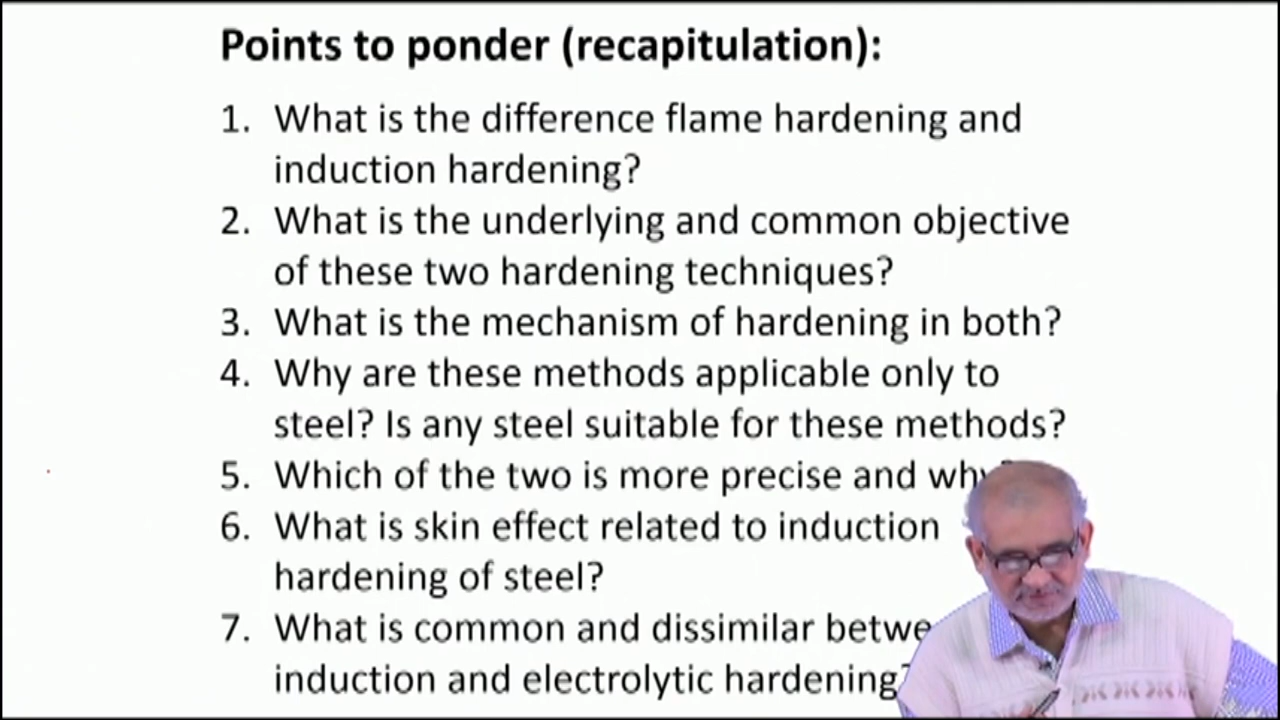 Points to ponder (recapitulation):
1. What is the difference flame hardening and
induction hardening?
2. What is the underlying and common objective
of these two hardening techniques?
3. What is the mechanism of hardening in both?
4. Why are these methods applicable only to
steel? Is any steel suitable for these methods?
5. Which of the two is more precise and why?
6. What is skin effect related to induction
hardening of steel?
7. What is common and dissimilar
induction and electrolytic hardening?